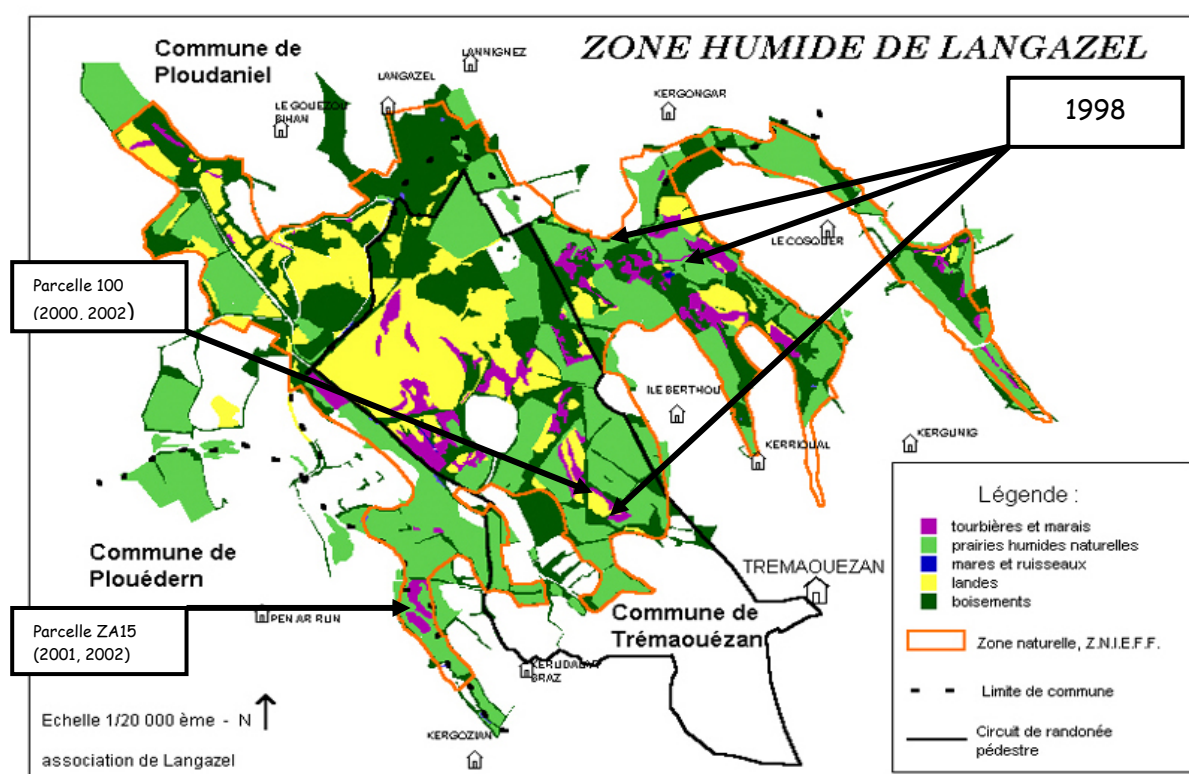 ZONE HUMIDE DE LANGAZEL
Commune de
Ploudaniel
LANNIGNEZ
LANGAZEL
LE GOUEZOU
BIHAN
KERGONGAR
1998
LE COSQUER
Parcelle 100
(2000, 2002)
ILE BERTHOU
KERRIOUAL
KERGUNIG
Légende :
tourbières et marais
prairies humides naturelles
mares et ruisseaux
landes
boisements
Zone naturelle, Z.N.I.E.F.F.
Limite de commune
Circuit de randonée
pédestre
Commune de
Plouédern
TREMAOUEZAN
PEN AR RUN
Commune de
Trémaouézan
Parcelle ZA15
(2001, 2002)
BRAZ
Echelle 1/20 000 ème - N
KERGOZIAN
association de Langazel